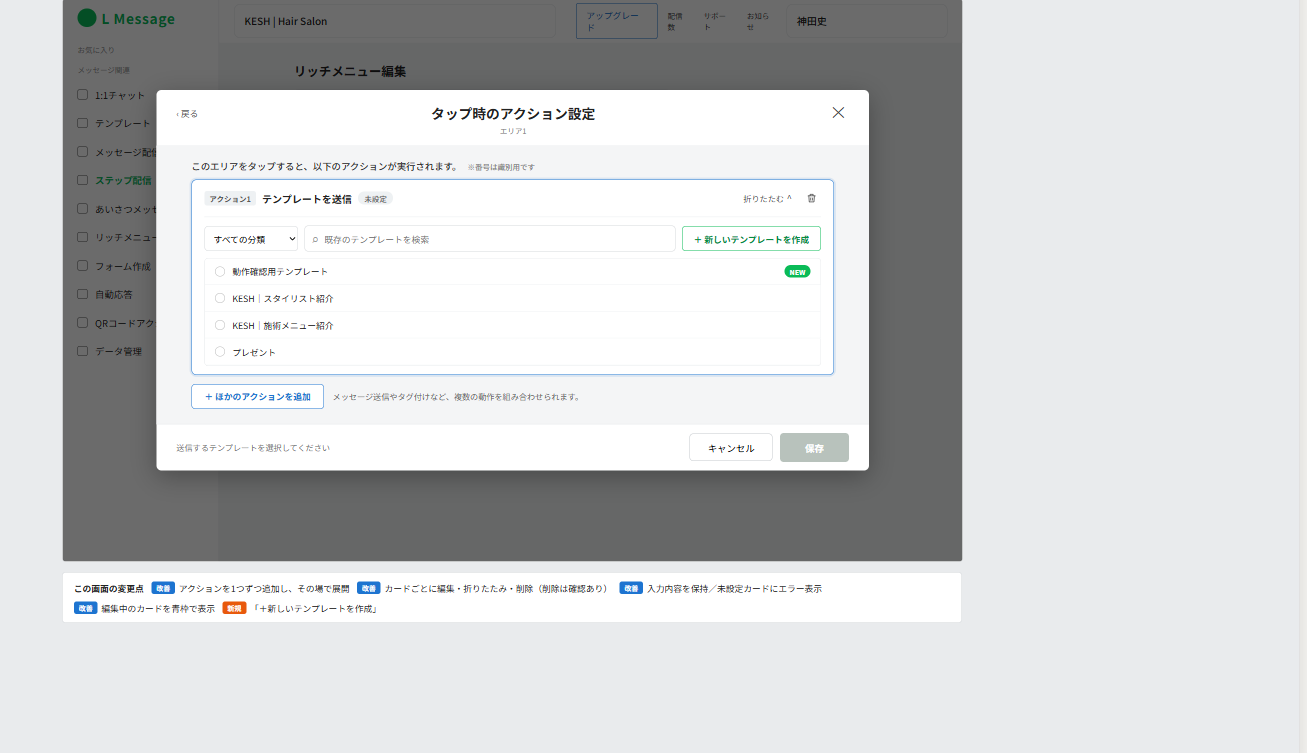 L Message
KESH | Hair Salon
アップグレード
配信数
サポート
お知らせ
神田史
お気に入り
メッセージ関連
1:1チャット
テンプレート
メッセージ配信
ステップ配信
あいさつメッセ
リッチメニュー
フォーム作成
自動応答
QRコードアク
データ管理
リッチメニュー編集
‹ 戻る
タップ時のアクション設定
エリア1
このエリアをタップすると、以下のアクションが実行されます。 ※番号は識別用です
アクション1 テンプレートを送信 未設定 折りたたむ ^
すべての分類 既存のテンプレートを検索 ＋新しいテンプレートを作成
動作確認用テンプレート NEW
KESH｜スタイリスト紹介
KESH｜施術メニュー紹介
プレゼント
＋ ほかのアクションを追加 メッセージ送信やタグ付けなど、複数の動作を組み合わせられます。
送信するテンプレートを選択してください キャンセル 保存
この画面の変更点 改善 アクションを1つずつ追加し、その場で展開 改善 カードごとに編集・折りたたみ・削除（削除は確認あり） 改善 入力内容を保持／未設定カードにエラー表示
改善 編集中のカードを青枠で表示 新規 「＋新しいテンプレートを作成」